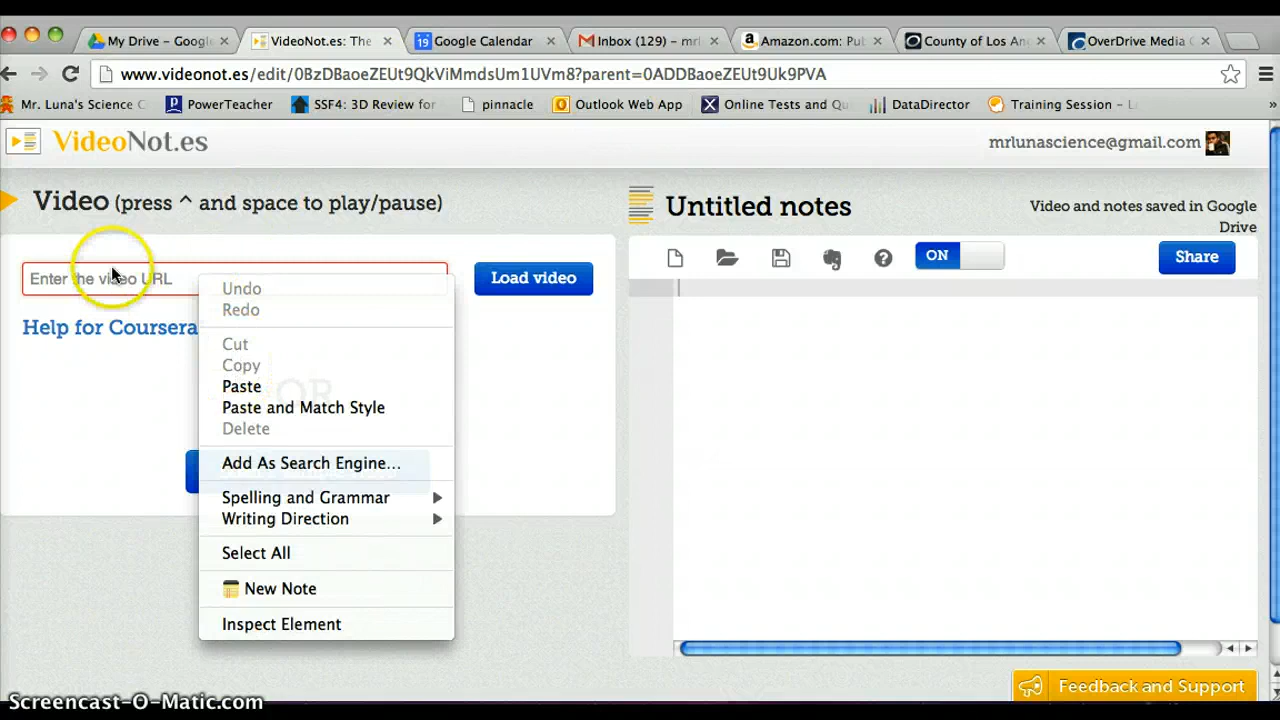 My Drive – Google
VideoNot.es: The
19 Google Calendar
Inbox (129) – mrl
Amazon.com: Pu
County of Los An
OverDrive Media C
www.videonot.es/edit/0BzDBaoeZEUt9QkViMmdsUm1UVm8?parent=0ADDBaoeZEUt9Uk9PVA
Mr. Luna's Science C
PowerTeacher
SSF4: 3D Review for
pinnacle
Outlook Web App
Online Tests and Qu
DataDirector
Training Session – L
»
VideoNot.es
mrlunascience@gmail.com
Video (press ^ and space to play/pause)
Untitled notes
Video and notes saved in Google
Drive
Enter the video URL
Load video
ON
Share
Help for Coursera
OR
Undo
Redo
Cut
Copy
Paste
Paste and Match Style
Delete
Add As Search Engine...
Spelling and Grammar
Writing Direction
Select All
New Note
Inspect Element
Feedback and Support
Screencast-O-Matic.com